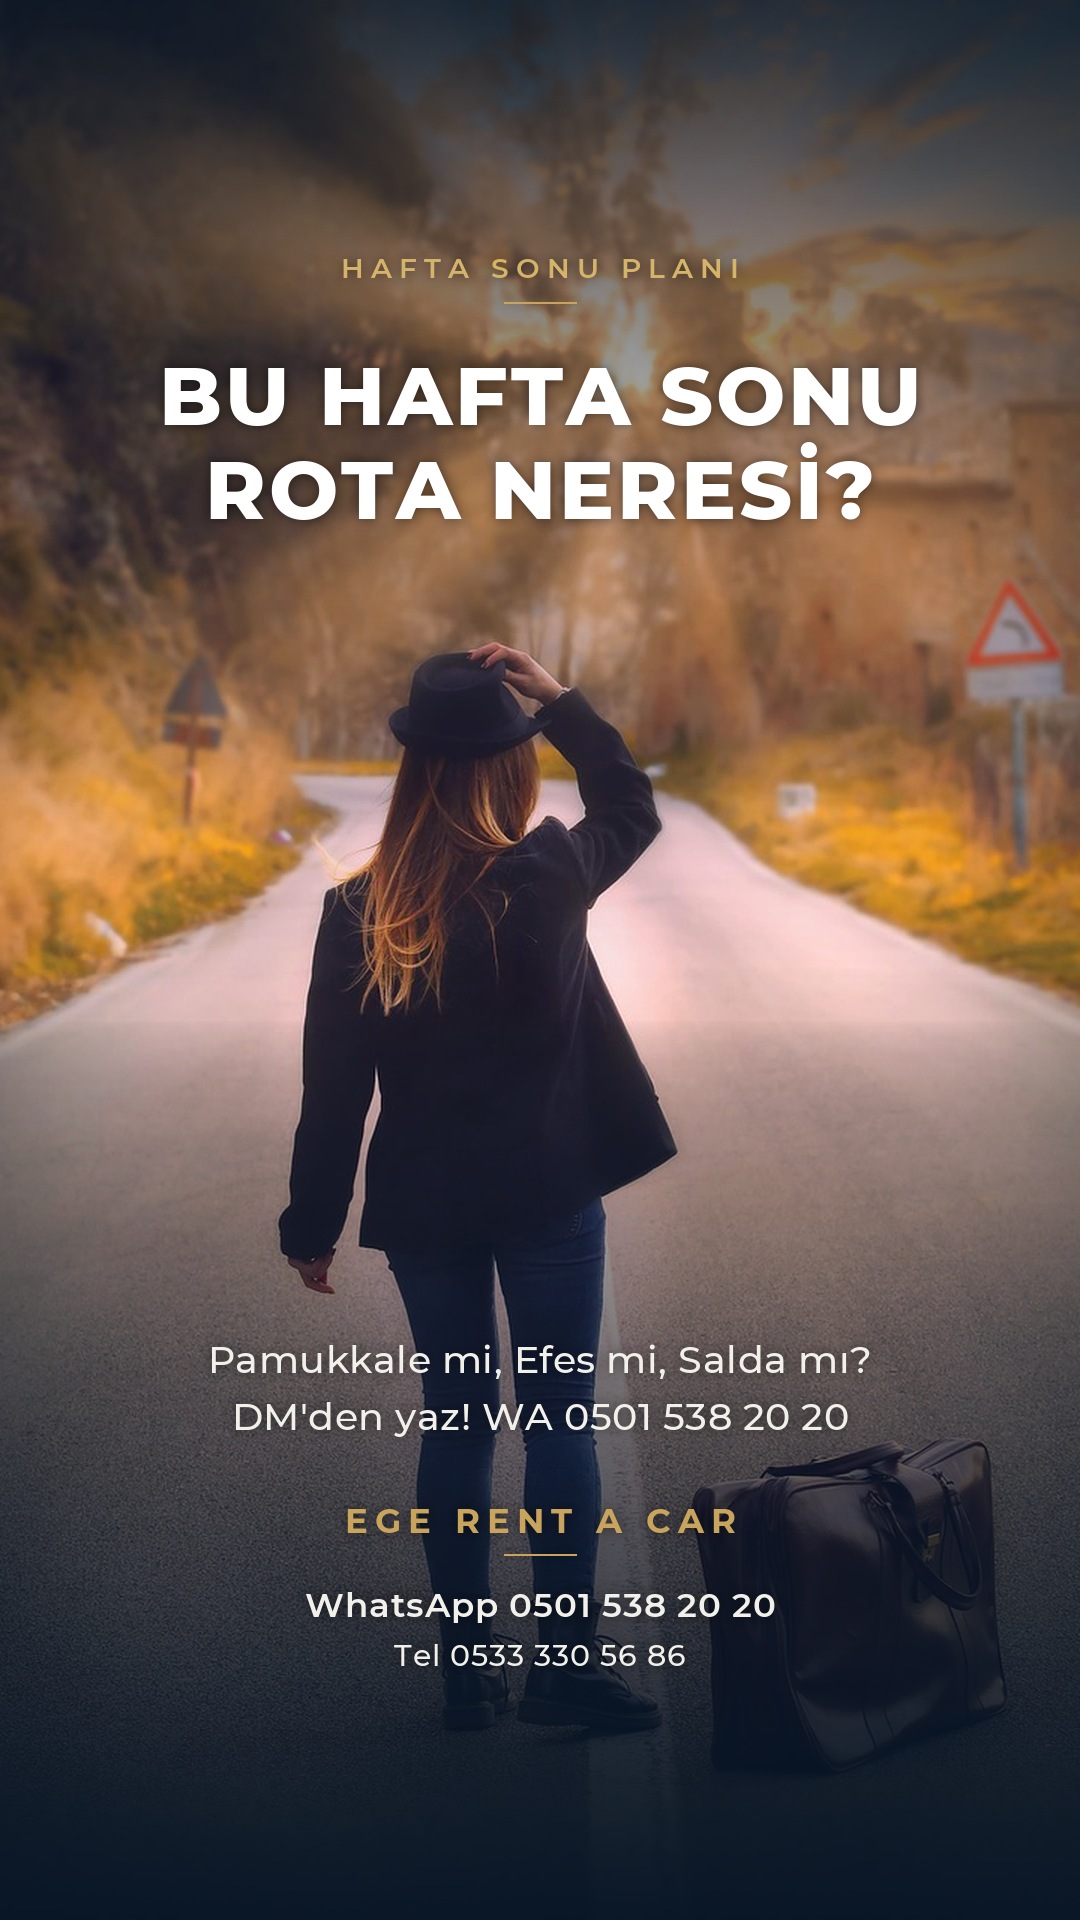 HAFTA SONU PLANI
BU HAFTA SONU
ROTA NERESİ?
Pamukkale mi, Efes mi, Salda mı?
DM'den yaz! WA 0501 538 20 20
EGE RENT A CAR
WhatsApp 0501 538 20 20
Tel 0533 330 56 86